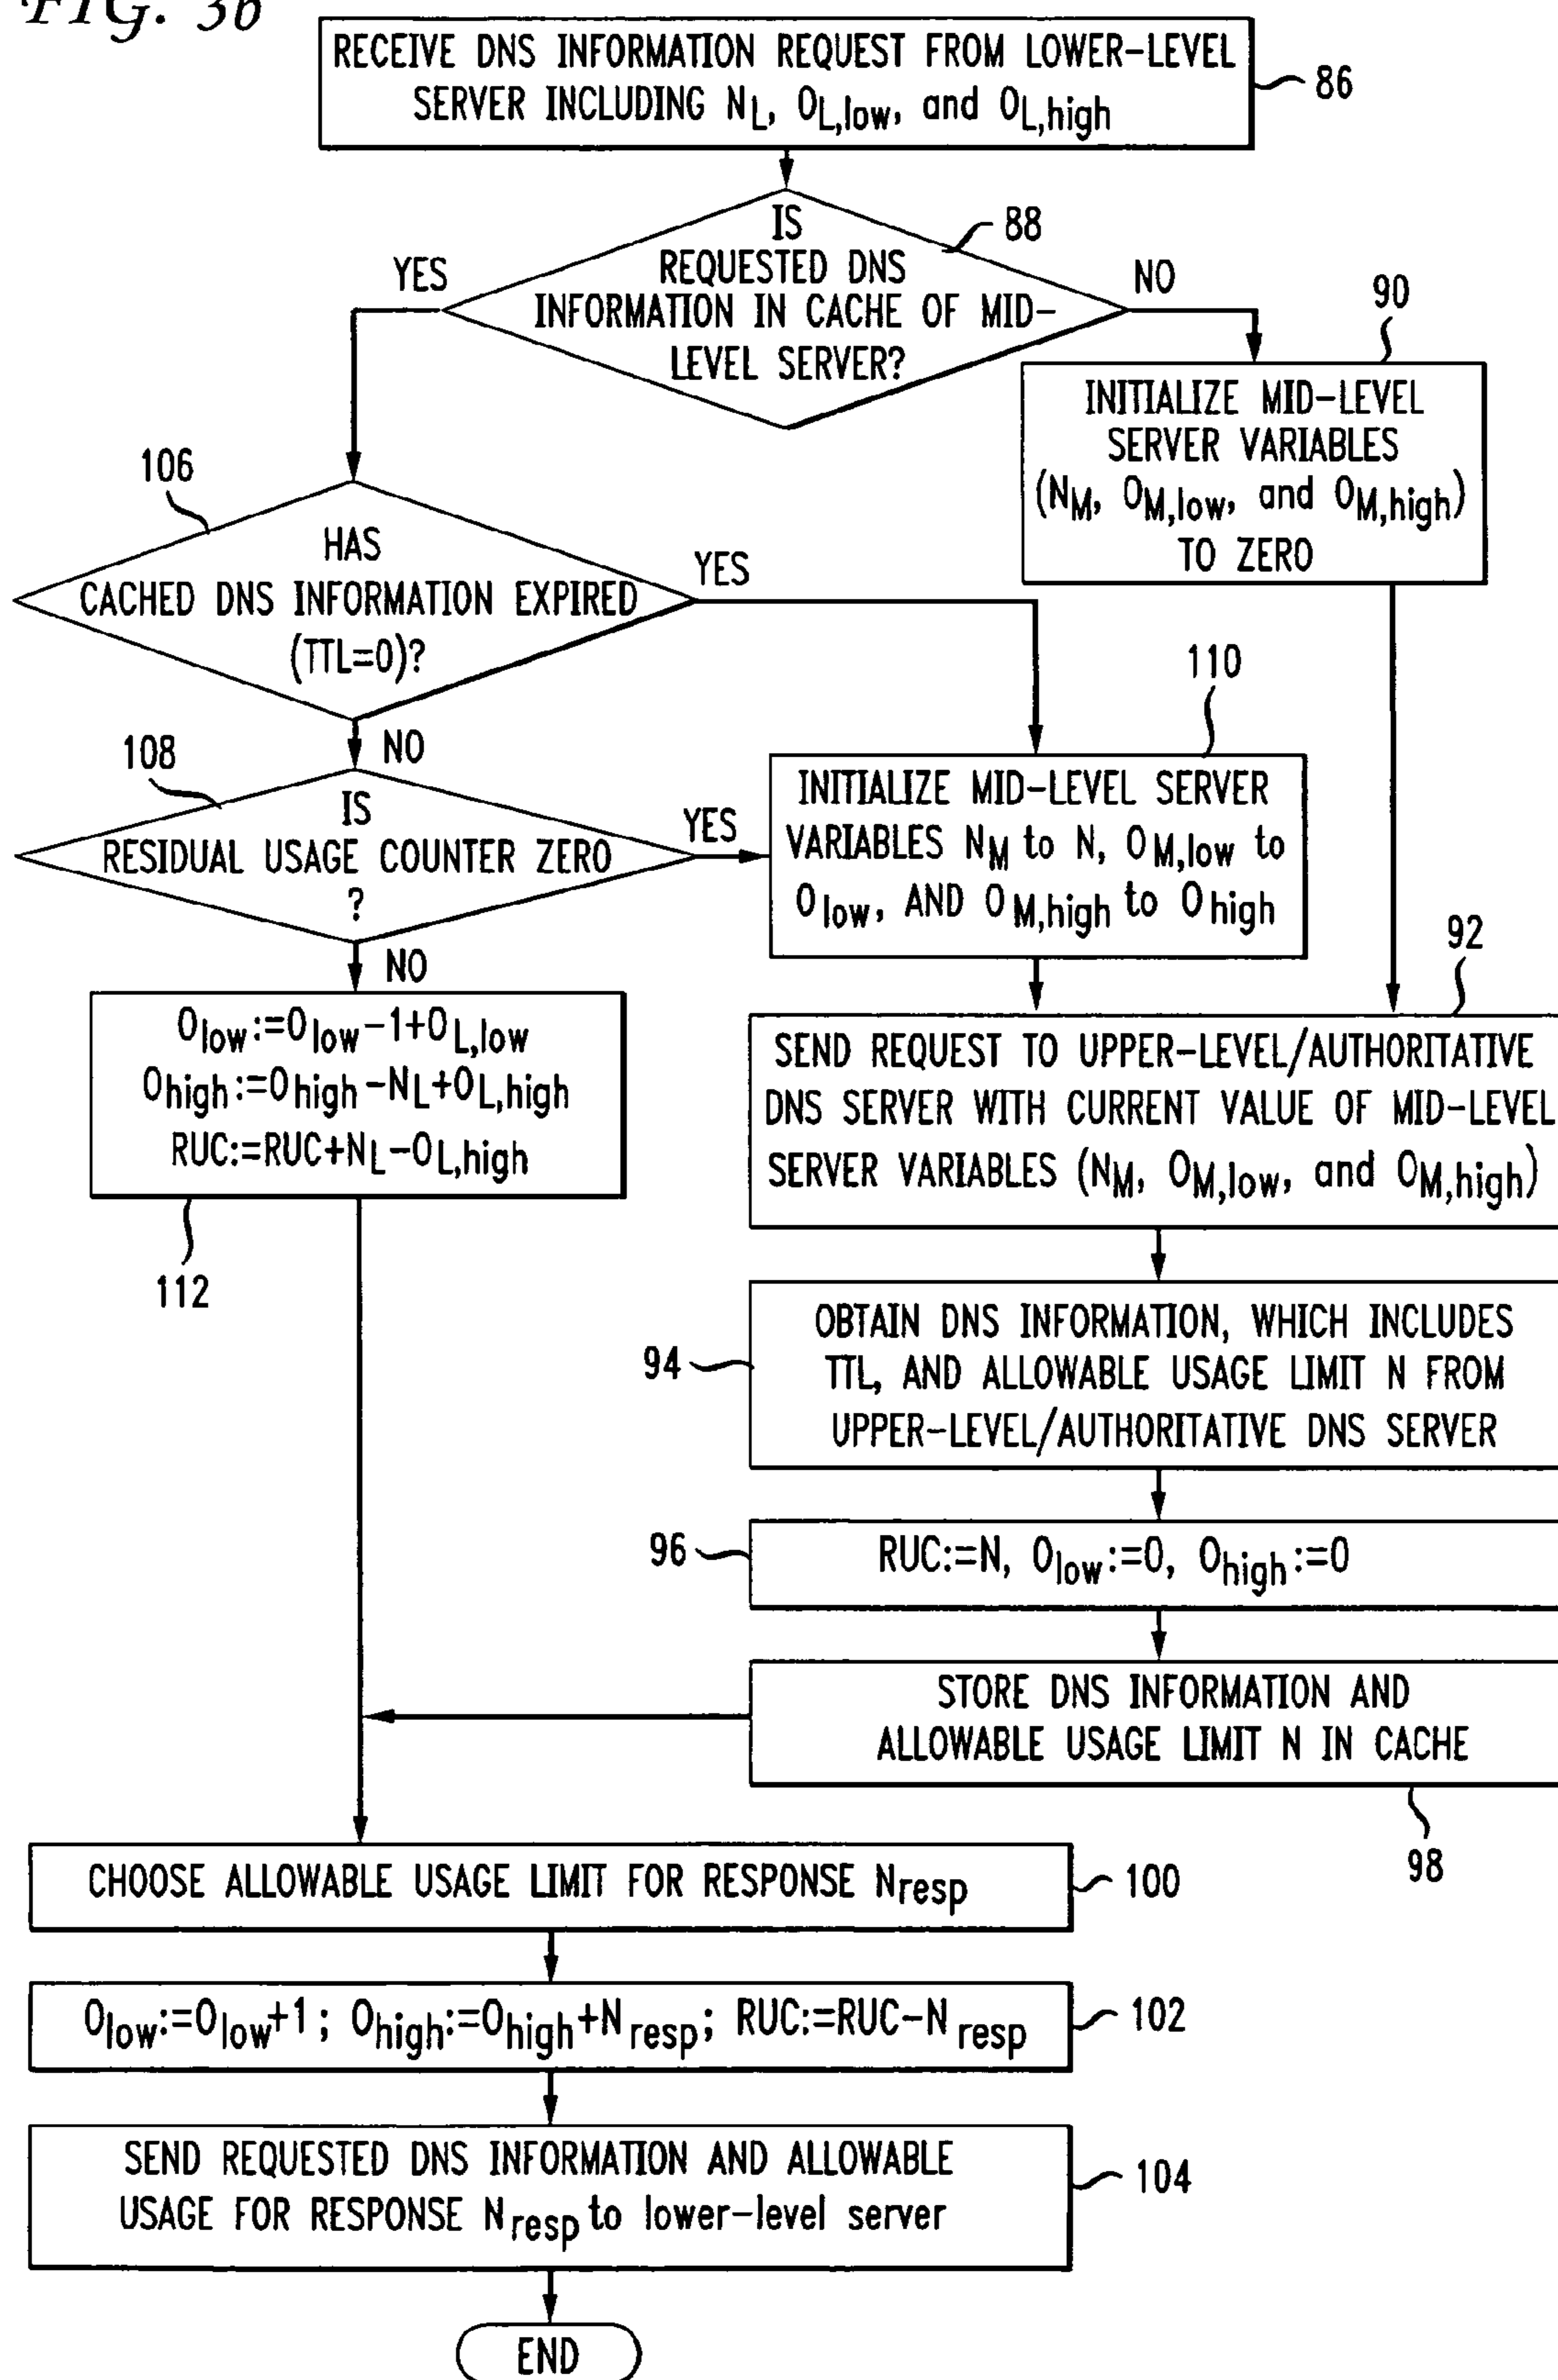 FIG. 3b
RECEIVE DNS INFORMATION REQUEST FROM LOWER-LEVEL
SERVER INCLUDING NL, OL,low, and OL,high
86
IS
REQUESTED DNS
INFORMATION IN CACHE OF MID-
LEVEL SERVER?
88
YES
NO
90
INITIALIZE MID-LEVEL
SERVER VARIABLES
(NM, OM,low, and OM,high)
TO ZERO
106
HAS
CACHED DNS INFORMATION EXPIRED
(TTL=0)?
YES
NO
108
IS
RESIDUAL USAGE COUNTER ZERO
?
YES
NO
110
INITIALIZE MID-LEVEL SERVER
VARIABLES NM to N, OM,low to
Olow, AND OM,high to Ohigh
Olow:=Olow-1+OL,low
Ohigh:=Ohigh-NL+OL,high
RUC:=RUC+NL-OL,high
112
92
SEND REQUEST TO UPPER-LEVEL/AUTHORITATIVE
DNS SERVER WITH CURRENT VALUE OF MID-LEVEL
SERVER VARIABLES (NM, OM,low, and OM,high)
94
OBTAIN DNS INFORMATION, WHICH INCLUDES
TTL, AND ALLOWABLE USAGE LIMIT N FROM
UPPER-LEVEL/AUTHORITATIVE DNS SERVER
96
RUC:=N, Olow:=0, Ohigh:=0
STORE DNS INFORMATION AND
ALLOWABLE USAGE LIMIT N IN CACHE
98
CHOOSE ALLOWABLE USAGE LIMIT FOR RESPONSE Nresp
100
Olow:=Olow+1; Ohigh:=Ohigh+Nresp; RUC:=RUC-Nresp
102
SEND REQUESTED DNS INFORMATION AND ALLOWABLE
USAGE FOR RESPONSE Nresp to lower-level server
104
END